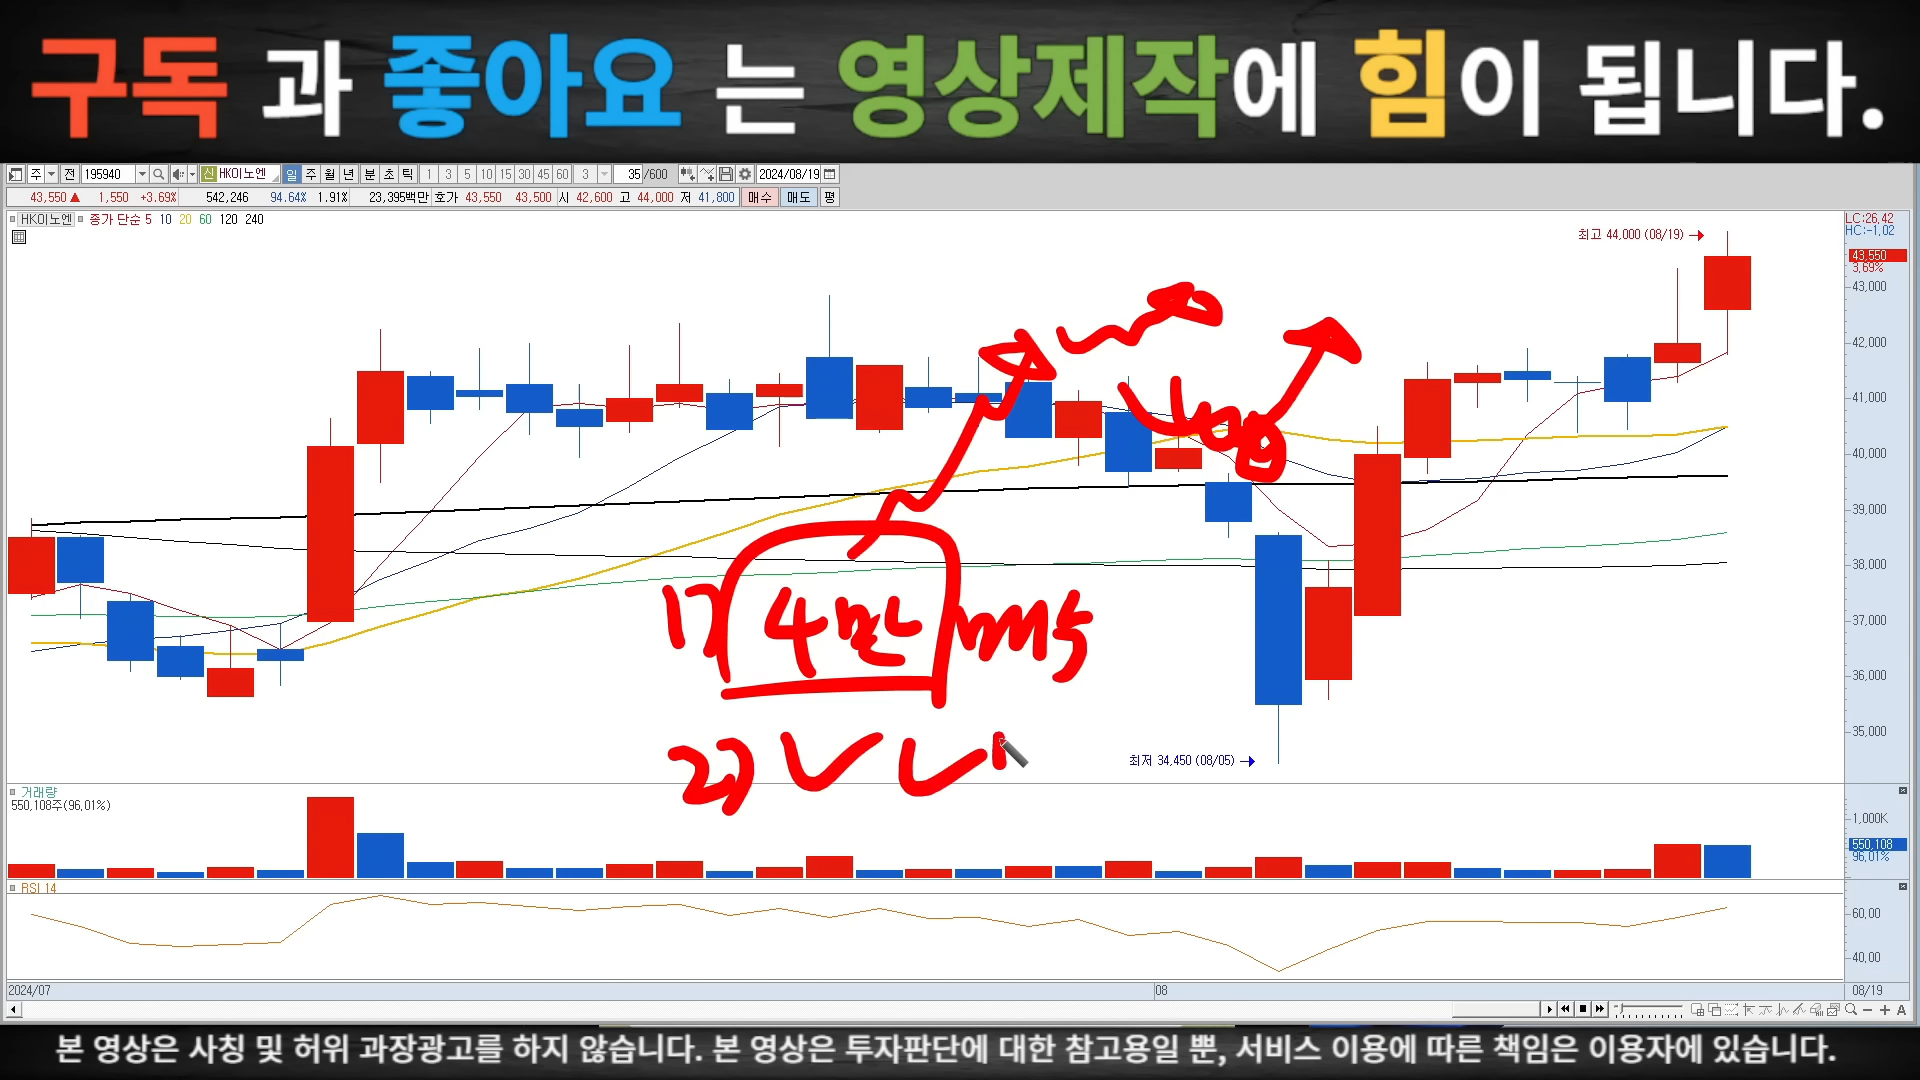 구독 과 좋아요 는 영상제작에 힘이 됩니다.
주 전 195940 신 HK이노엔 일 주 월 년 분 초 틱 1 3 5 10 15 30 45 60 3 35 /600 2024/08/19
43,550 ▲ 1,550 +3.69% 542,246 94.64% 1.91% 23,395백만 호가 43,550 43,500 시 42,600 고 44,000 저 41,800 매수 매도 평
HK이노엔 종가 단순 5 10 20 60 120 240
LC:26.42
HC:-1.02
최고 44,000 (08/19)
43,550
3.69%
43,000
42,000
41,000
40,000
39,000
38,000
37,000
36,000
35,000
1) 4만 매수
2)
최저 34,450 (08/05)
거래량
550,108주(96.01%)
1,000K
550,108
96.01%
RSI 14
60.00
40.00
2024/07 08 08/19
본 영상은 사칭 및 허위 과장광고를 하지 않습니다. 본 영상은 투자판단에 대한 참고용일 뿐, 서비스 이용에 따른 책임은 이용자에 있습니다.